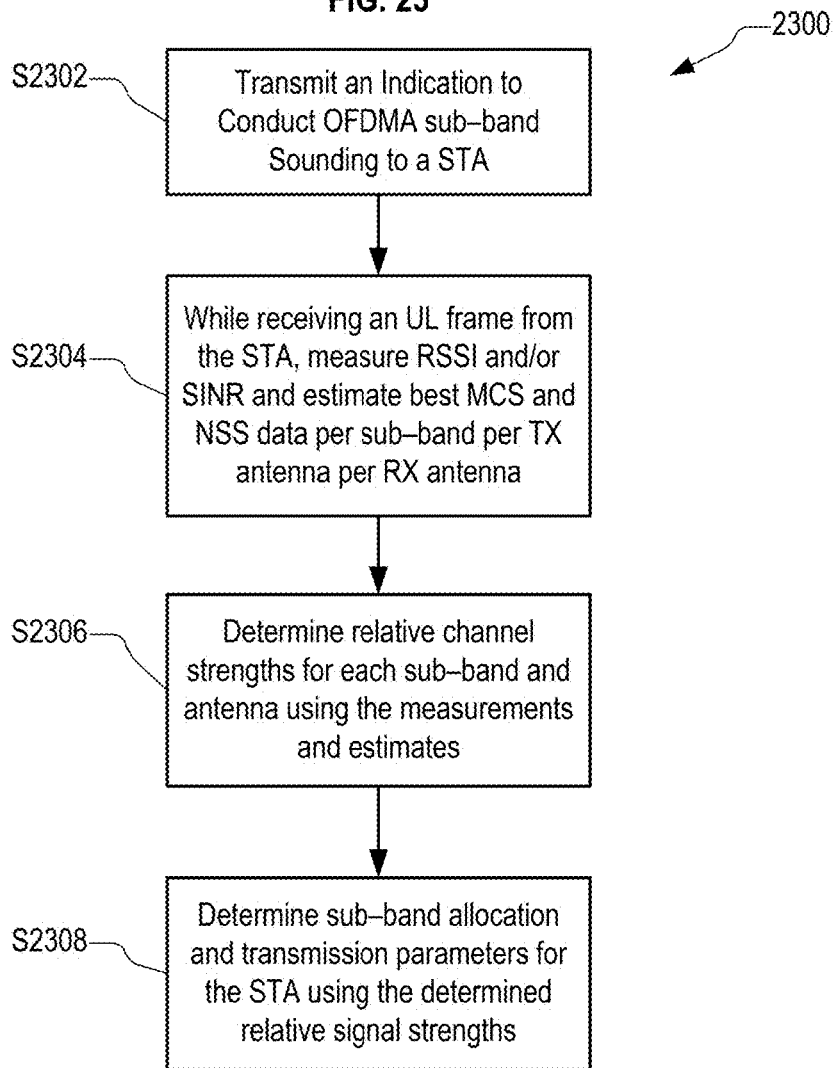 FIG. 23
2300
S2302
Transmit an Indication to
Conduct OFDMA sub–band
Sounding to a STA
S2304
While receiving an UL frame from
the STA, measure RSSI and/or
SINR and estimate best MCS and
NSS data per sub–band per TX
antenna per RX antenna
S2306
Determine relative channel
strengths for each sub–band and
antenna using the measurements
and estimates
S2308
Determine sub–band allocation
and transmission parameters for
the STA using the determined
relative signal strengths